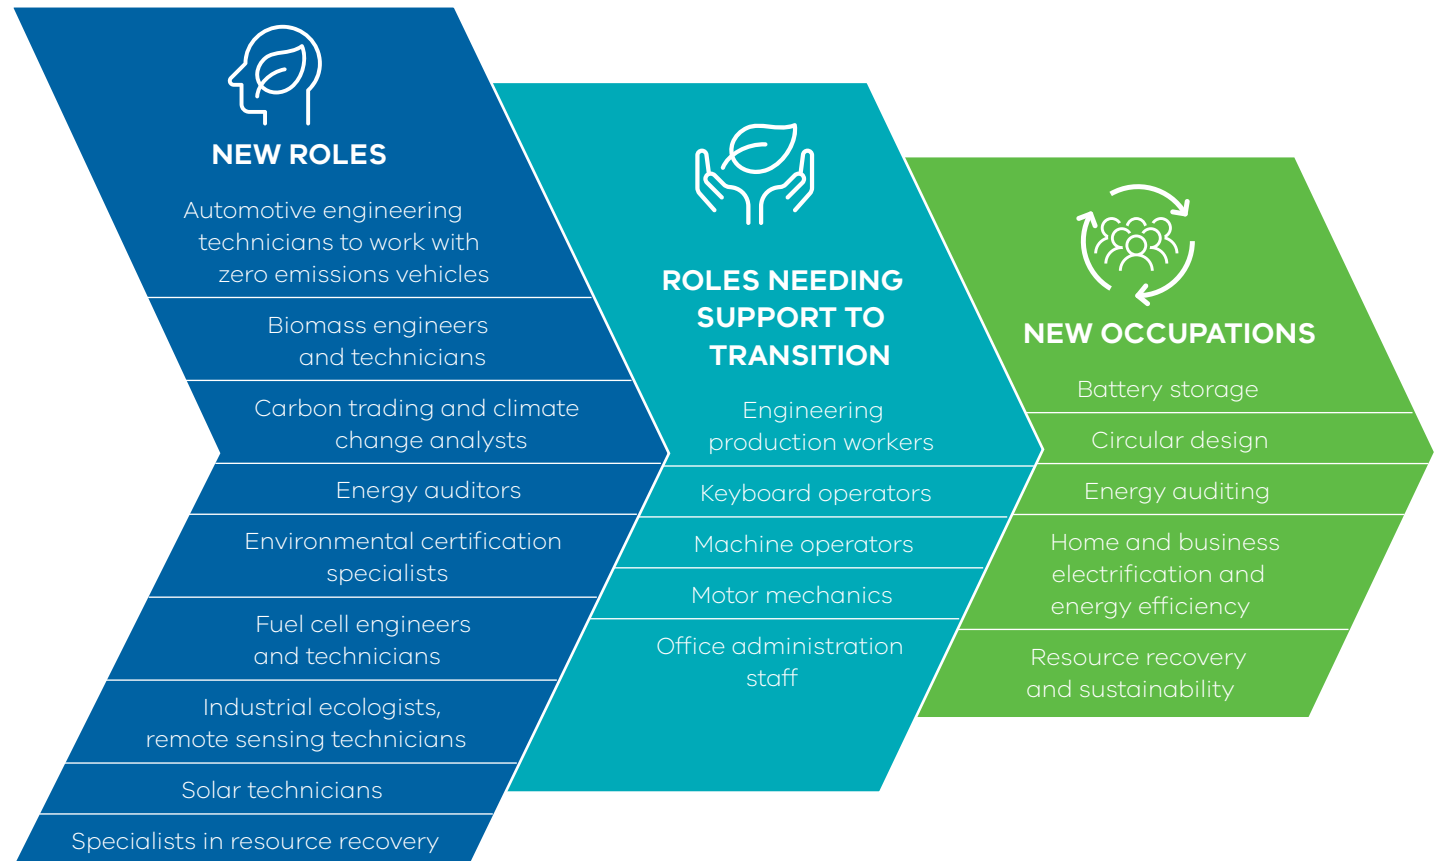 NEW ROLES
Automotive engineering
technicians to work with
zero emissions vehicles
Biomass engineers
and technicians
Carbon trading and climate
change analysts
Energy auditors
Environmental certification
specialists
Fuel cell engineers
and technicians
Industrial ecologists,
remote sensing technicians
Solar technicians
Specialists in resource recovery
ROLES NEEDING
SUPPORT TO
TRANSITION
Engineering
production workers
Keyboard operators
Machine operators
Motor mechanics
Office administration
staff
NEW OCCUPATIONS
Battery storage
Circular design
Energy auditing
Home and business
electrification and
energy efficiency
Resource recovery
and sustainability